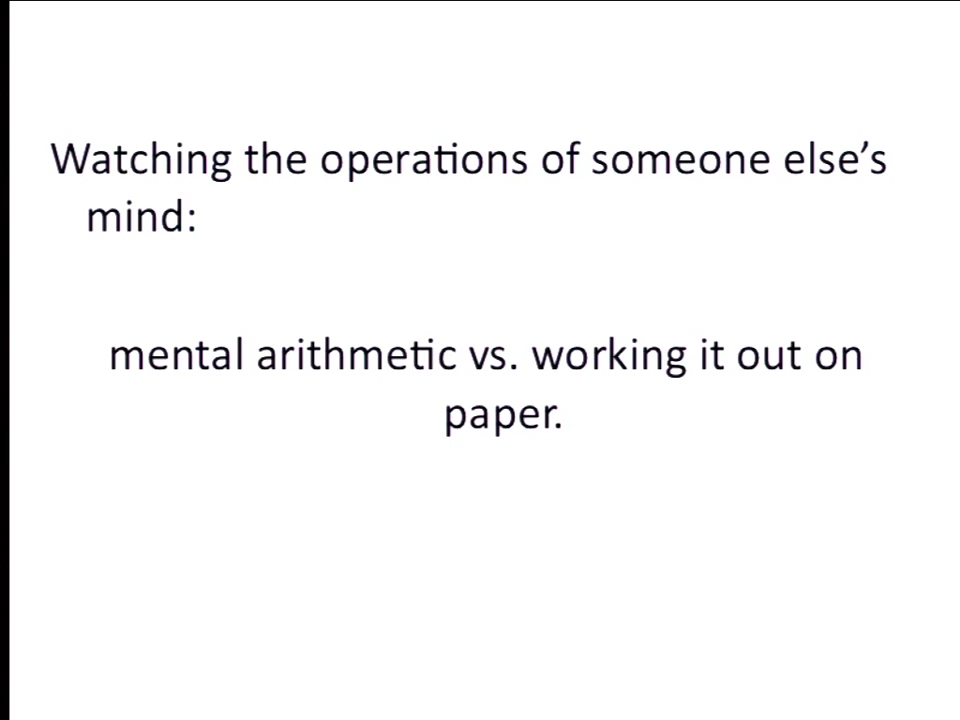 Watching the operations of someone else’s
mind:
mental arithmetic vs. working it out on
paper.